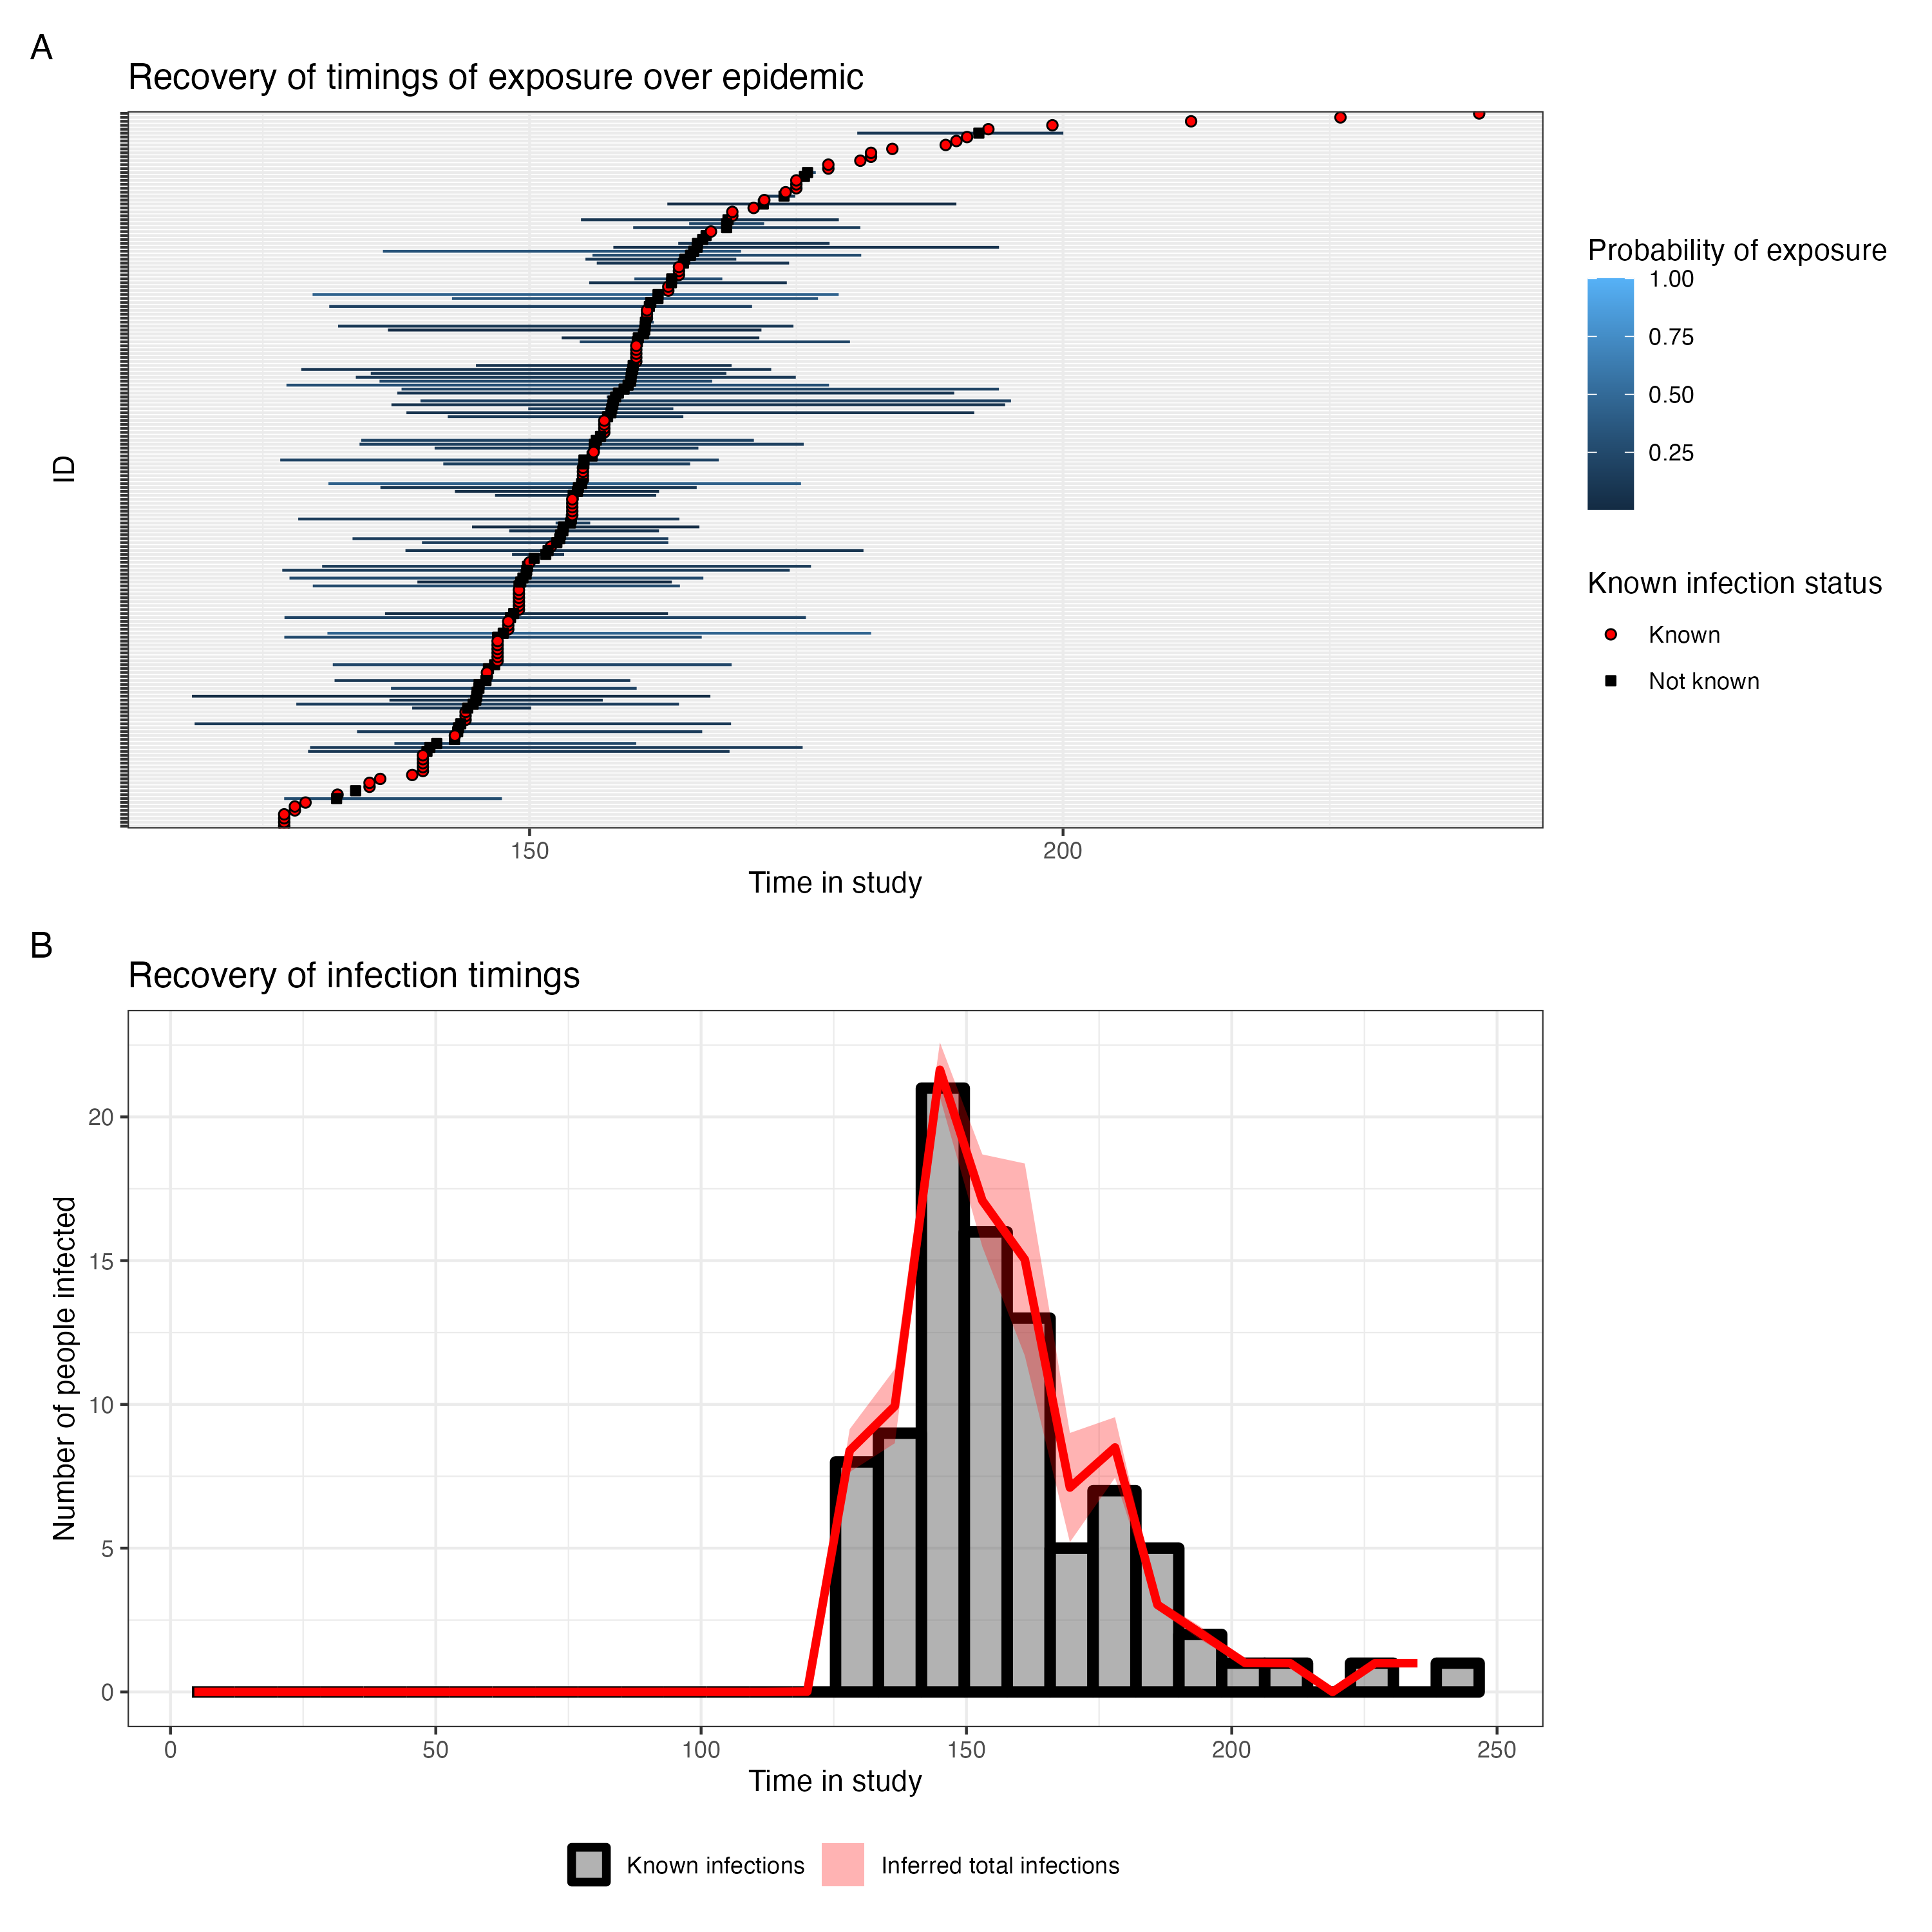 A
Recovery of timings of exposure over epidemic
ID
150
200
Time in study
Probability of exposure
1.00
0.75
0.50
0.25
Known infection status
Known
Not known
B
Recovery of infection timings
Number of people infected
20
15
10
5
0
0
50
100
150
200
250
Time in study
Known infections
Inferred total infections